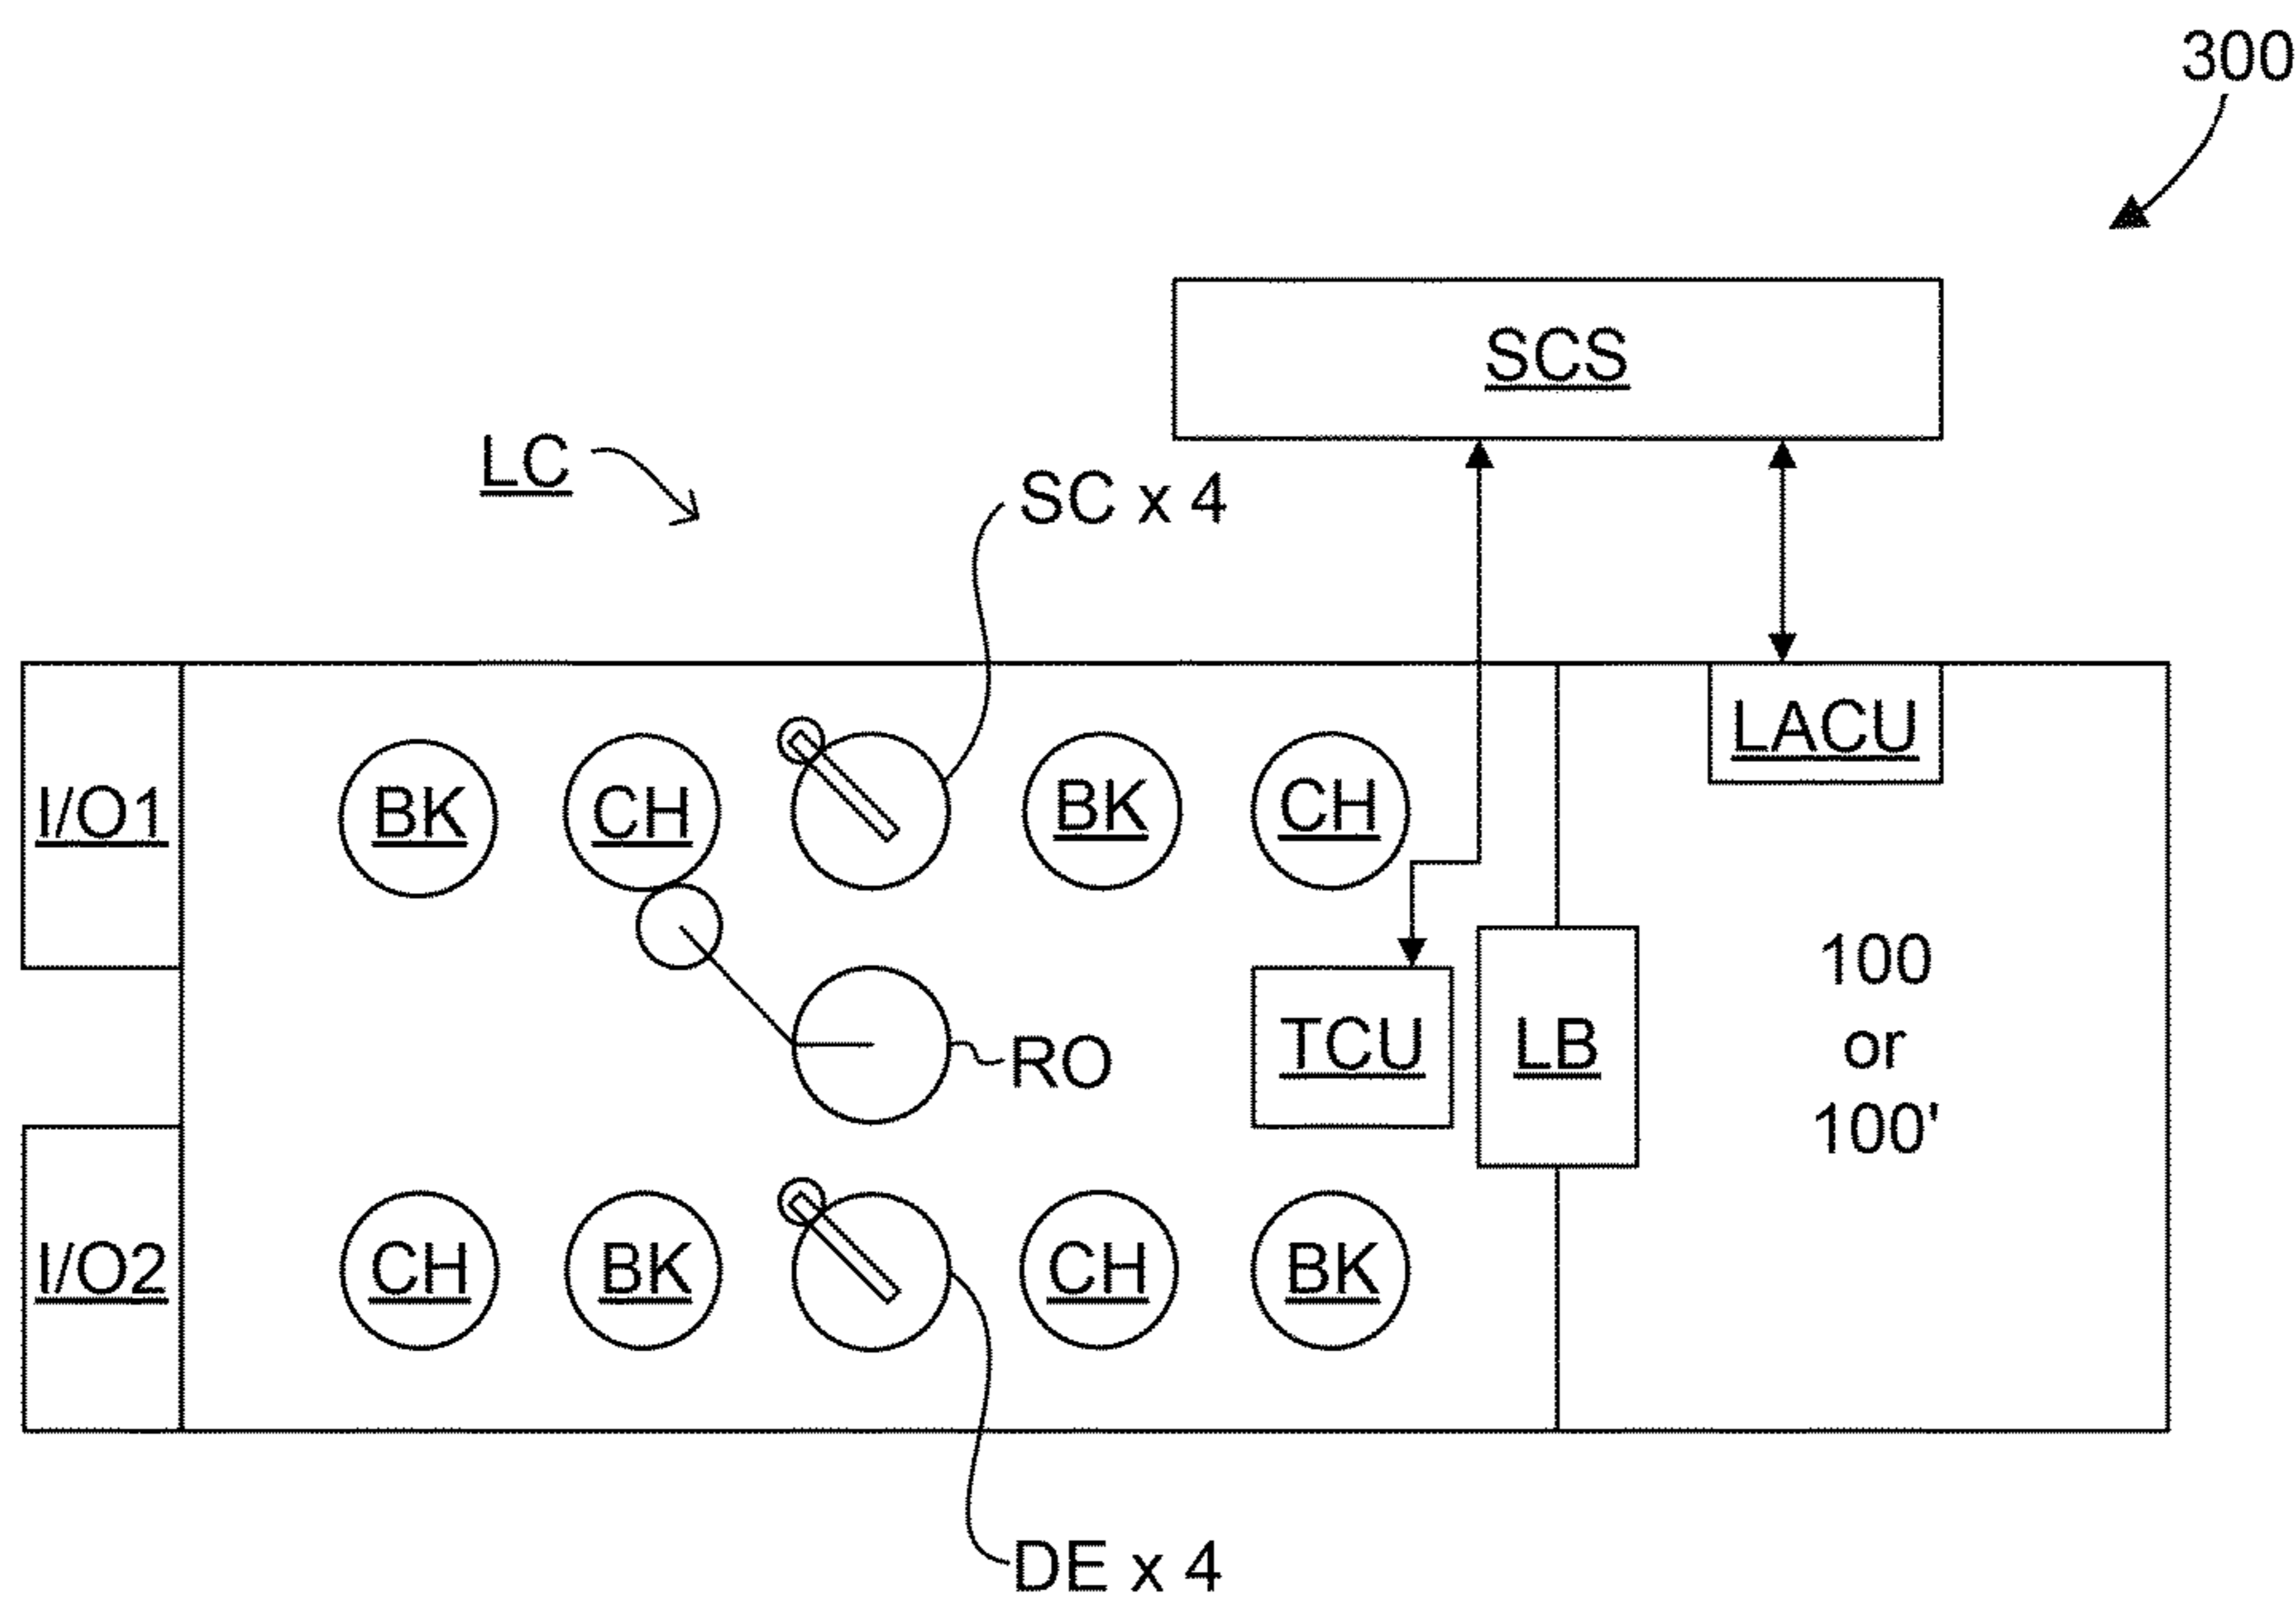 300
SCS
LC
SC x 4
LACU
I/O1
BK
CH
BK
CH
100
or
100'
TCU
LB
RO
I/O2
CH
BK
CH
BK
DE x 4